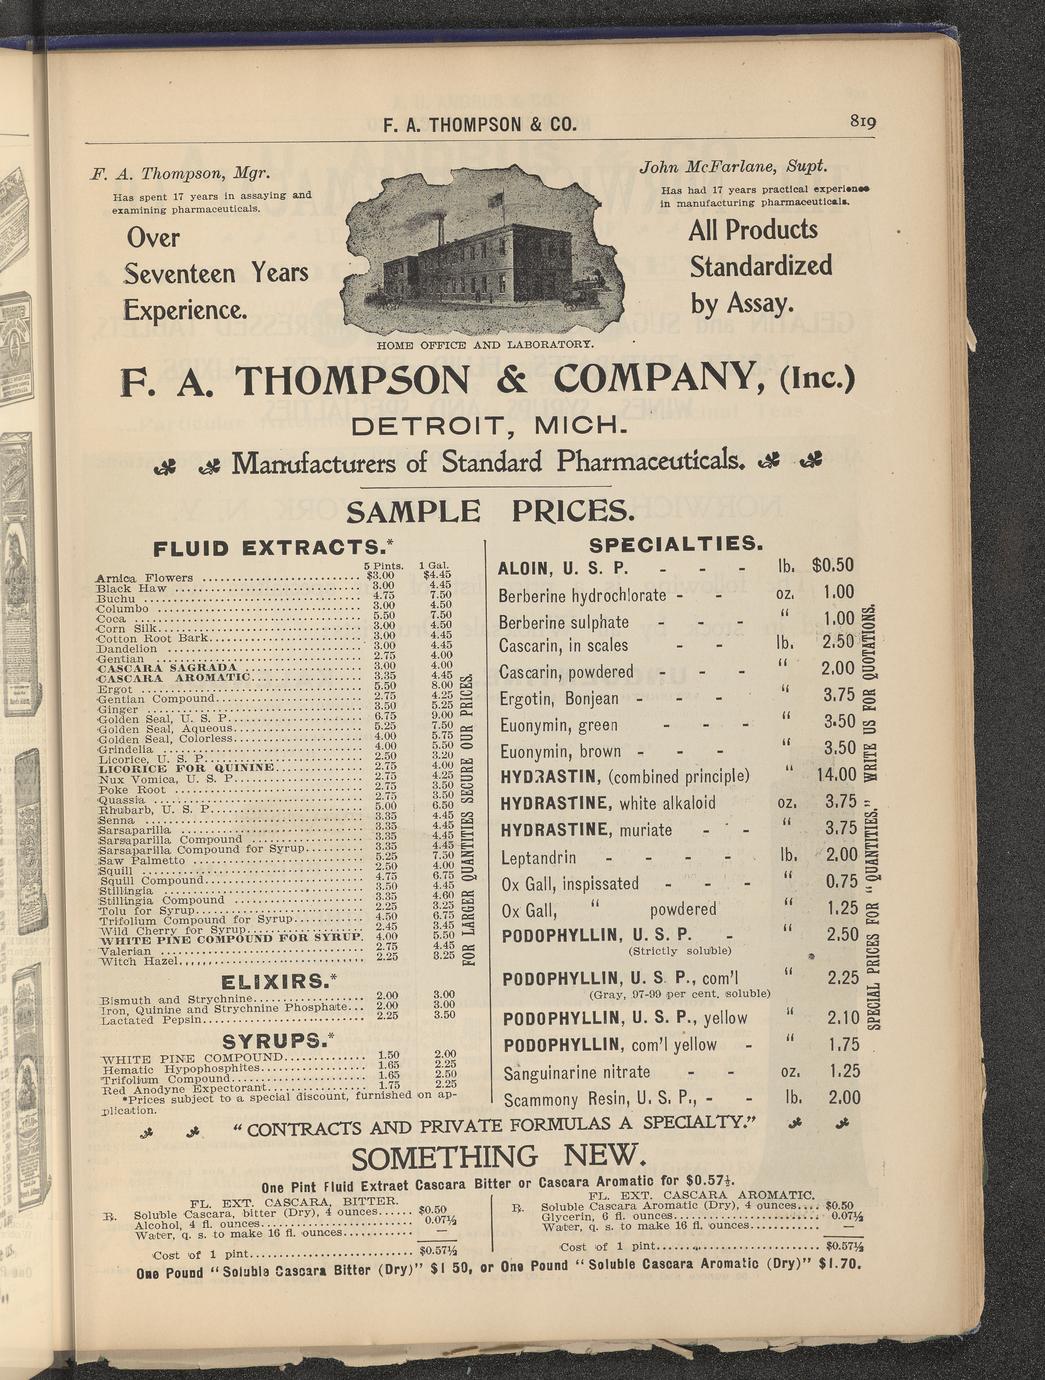 F. A. THOMPSON & CO.
819
F. A. Thompson, Mgr.
Has spent 17 years in assaying and
examining pharmaceuticals.
Over
Seventeen Years
Experience.
John McFarlane, Supt.
Has had 17 years practical experience
in manufacturing pharmaceuticals.
All Products
Standardized
by Assay.
HOME OFFICE AND LABORATORY.
F. A. THOMPSON & COMPANY, (Inc.)
DETROIT, MICH.
Manufacturers of Standard Pharmaceuticals.
SAMPLE PRICES.
FLUID EXTRACTS.*
5 Pints. 1 Gal.
Arnica Flowers $3.00 $4.45
Black Haw 3.00 4.45
Buchu 4.75 7.50
Columbo 3.00 4.50
Coca 5.50 7.50
Corn Silk 3.00 4.50
Cotton Root Bark 3.00 4.45
Dandelion 3.00 4.45
Gentian 2.75 4.00
CASCARA SAGRADA 3.00 4.00
CASCARA AROMATIC 3.35 4.45
Ergot 5.50 8.00
Gentian Compound 2.75 4.25
Ginger 3.50 5.25
Golden Seal, U. S. P. 6.75 9.00
Golden Seal, Aqueous 5.25 7.50
Golden Seal, Colorless 4.00 5.75
Grindelia 4.00 5.50
Licorice, U. S. P. 2.50 3.20
LICORICE FOR QUININE 2.75 4.00
Nux Vomica, U. S. P. 2.75 4.25
Poke Root 2.75 3.50
Quassia 2.75 3.50
Rhubarb, U. S. P. 5.00 6.50
Senna 3.35 4.45
Sarsaparilla 3.35 4.45
Sarsaparilla Compound 3.35 4.45
Sarsaparilla Compound for Syrup 3.35 4.45
Saw Palmetto 5.25 7.50
Squill 2.50 4.00
Squill Compound 4.75 6.75
Stillingia 3.50 4.45
Stillingia Compound 3.35 4.60
Tolu for Syrup 2.25 3.25
Trifolium Compound for Syrup 4.50 6.75
Wild Cherry for Syrup 2.45 3.45
WHITE PINE COMPOUND FOR SYRUP. 4.00 5.50
Valerian 2.75 4.45
Witch Hazel 2.25 3.25
FOR LARGER QUANTITIES SECURE OUR PRICES.
ELIXIRS.*
Bismuth and Strychnine 2.00 3.00
Iron, Quinine and Strychnine Phosphate 2.00 3.00
Lactated Pepsin 2.25 3.50
SYRUPS.*
WHITE PINE COMPOUND 1.50 2.00
Hematic Hypophosphites 1.65 2.25
Trifolium Compound 1.65 2.50
Red Anodyne Expectorant 1.75 2.25
*Prices subject to a special discount, furnished on ap-
plication.
SPECIALTIES.
ALOIN, U. S. P. - - - lb. $0.50
Berberine hydrochlorate - - oz. 1.00
Berberine sulphate - - - " 1.00
Cascarin, in scales - - lb. 2.50
Cascarin, powdered - - - " 2.00
Ergotin, Bonjean - - - " 3.75
Euonymin, green - - - " 3.50
Euonymin, brown - - - " 3.50
HYDRASTIN, (combined principle) " 14.00
HYDRASTINE, white alkaloid oz. 3.75
HYDRASTINE, muriate - - " 3.75
Leptandrin - - - - lb. 2.00
Ox Gall, inspissated - - - " 0.75
Ox Gall, " powdered " 1.25
PODOPHYLLIN, U. S. P. - " 2.50
(Strictly soluble)
PODOPHYLLIN, U. S. P., com'l " 2.25
(Gray, 97-99 per cent. soluble)
PODOPHYLLIN, U. S. P., yellow " 2.10
PODOPHYLLIN, com'l yellow - " 1.75
Sanguinarine nitrate - - oz. 1.25
Scammony Resin, U. S. P., - - lb. 2.00
SPECIAL PRICES FOR "QUANTITIES." WRITE US FOR QUOTATIONS.
"CONTRACTS AND PRIVATE FORMULAS A SPECIALTY."
SOMETHING NEW.
One Pint Fluid Extract Cascara Bitter or Cascara Aromatic for $0.57½.
FL. EXT. CASCARA, BITTER.
℞. Soluble Cascara, bitter (Dry), 4 ounces...... $0.50
Alcohol, 4 fl. ounces 0.07½
Water, q. s. to make 16 fl. ounces —
Cost of 1 pint $0.57½
FL. EXT. CASCARA AROMATIC.
℞. Soluble Cascara Aromatic (Dry), 4 ounces.... $0.50
Glycerin, 6 fl. ounces 0.07½
Water, q. s. to make 16 fl. ounces —
Cost of 1 pint $0.57½
One Pound "Soluble Cascara Bitter (Dry)" $1 50, or One Pound "Soluble Cascara Aromatic (Dry)" $1.70.